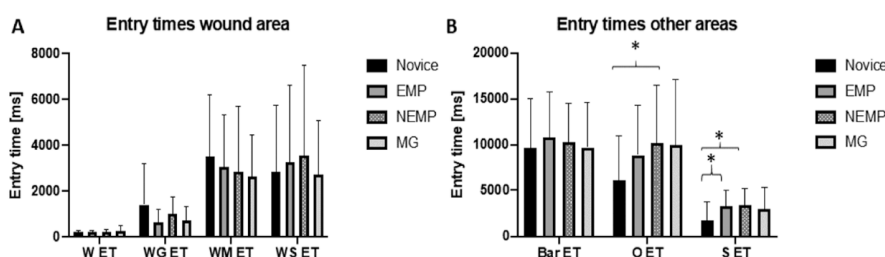 A
Entry times wound area
Entry time [ms]
8000
6000
4000
2000
0
W ET
WG ET
WM ET
WS ET
Novice
EMP
NEMP
MG
B
Entry times other areas
Entry time [ms]
20000
15000
10000
5000
0
*
*
*
Bar ET
O ET
S ET
Novice
EMP
NEMP
MG